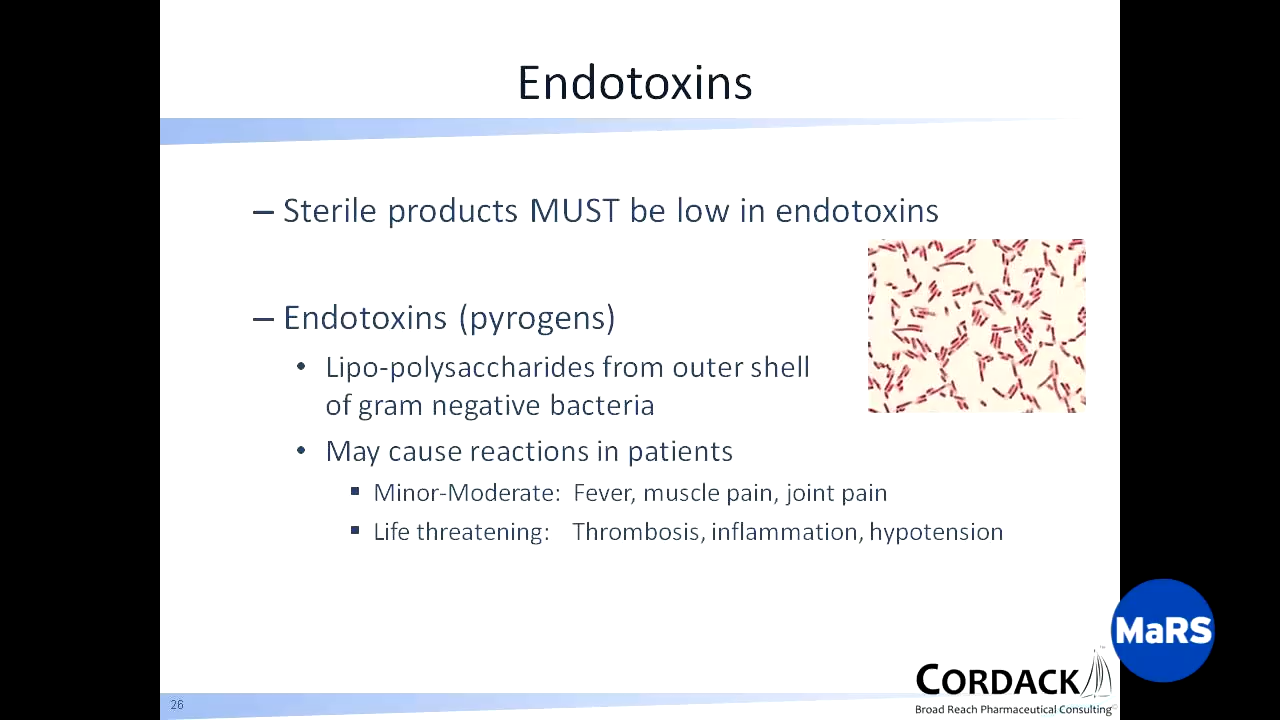 Endotoxins
– Sterile products MUST be low in endotoxins
– Endotoxins (pyrogens)
• Lipo-polysaccharides from outer shell
of gram negative bacteria
• May cause reactions in patients
▪ Minor-Moderate: Fever, muscle pain, joint pain
▪ Life threatening: Thrombosis, inflammation, hypotension
MaRS
CORDACK
Broad Reach Pharmaceutical Consulting©
26